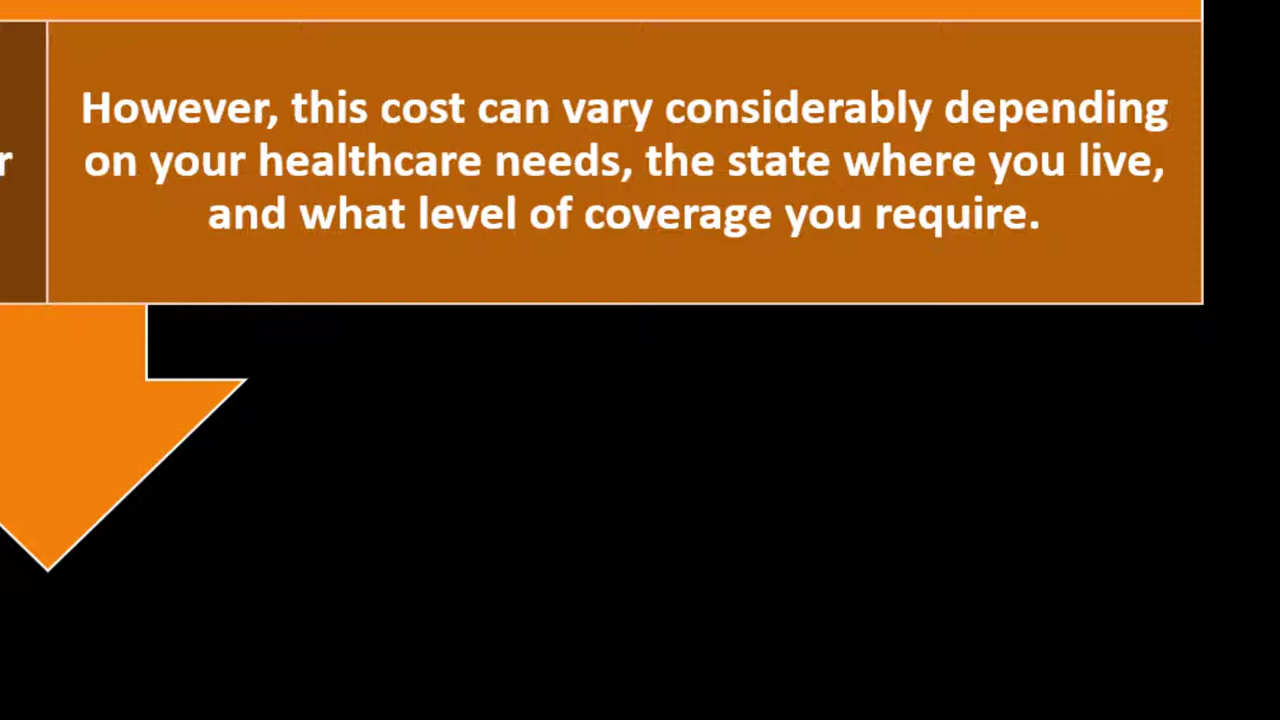 However, this cost can vary considerably depending
on your healthcare needs, the state where you live,
and what level of coverage you require.